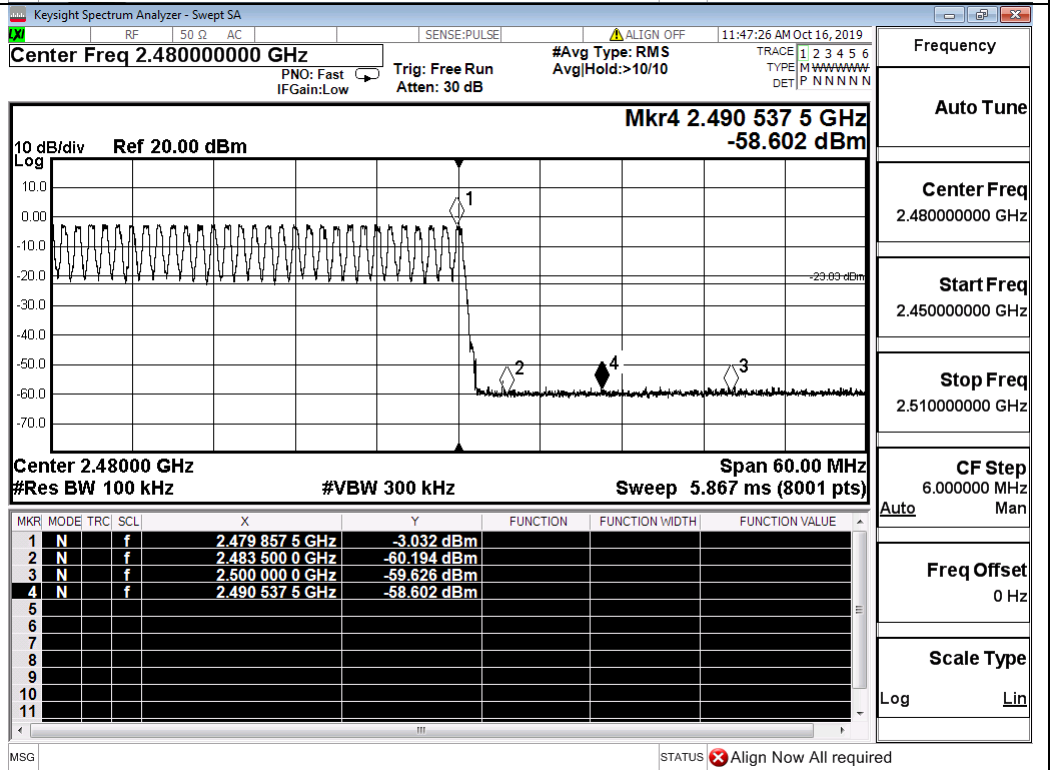 Keysight Spectrum Analyzer - Swept SA
LXI RF 50 Ω AC SENSE:PULSE ALIGN OFF 11:47:26 AM Oct 16, 2019
Center Freq 2.480000000 GHz
PNO: Fast
IFGain:Low
Trig: Free Run
Atten: 30 dB
#Avg Type: RMS
Avg|Hold:>10/10
TRACE 1 2 3 4 5 6
TYPE M WWWWW
DET P N N N N N
Mkr4 2.490 537 5 GHz
-58.602 dBm
10 dB/div Ref 20.00 dBm
Log
10.0
0.00
-10.0
-20.0
-30.0
-40.0
-50.0
-60.0
-70.0
1
-23.03 dBm
2
4
3
Center 2.48000 GHz Span 60.00 MHz
#Res BW 100 kHz #VBW 300 kHz Sweep 5.867 ms (8001 pts)
MKR MODE TRC SCL X Y FUNCTION FUNCTION WIDTH FUNCTION VALUE
1 N f 2.479 857 5 GHz -3.032 dBm
2 N f 2.483 500 0 GHz -60.194 dBm
3 N f 2.500 000 0 GHz -59.626 dBm
4 N f 2.490 537 5 GHz -58.602 dBm
5
6
7
8
9
10
11
MSG STATUS Align Now All required
Frequency
Auto Tune
Center Freq
2.480000000 GHz
Start Freq
2.450000000 GHz
Stop Freq
2.510000000 GHz
CF Step
6.000000 MHz
Auto Man
Freq Offset
0 Hz
Scale Type
Log Lin